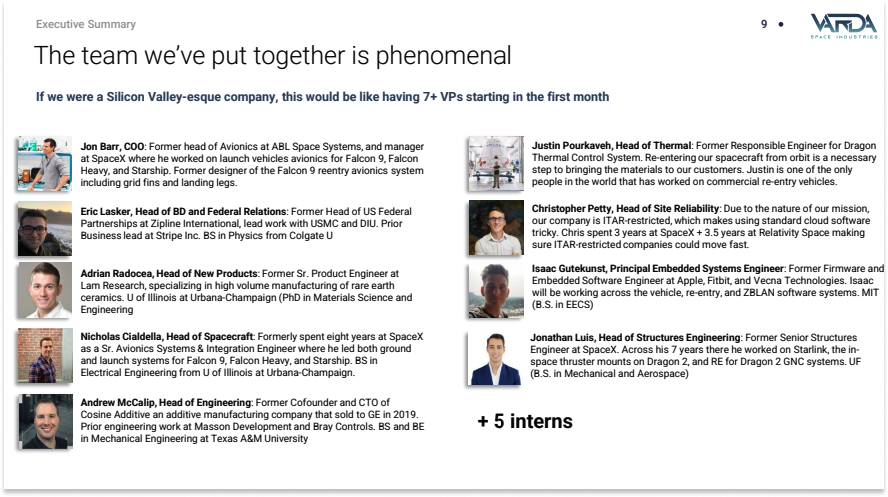 Executive Summary
9
VARDA
SPACE INDUSTRIES
The team we've put together is phenomenal
If we were a Silicon Valley-esque company, this would be like having 7+ VPs starting in the first month
Jon Barr, COO: Former head of Avionics at ABL Space Systems, and manager
at SpaceX where he worked on launch vehicles avionics for Falcon 9, Falcon
Heavy, and Starship. Former designer of the Falcon 9 reentry avionics system
including grid fins and landing legs.
Eric Lasker, Head of BD and Federal Relations: Former Head of US Federal
Partnerships at Zipline International, lead work with USMC and DIU. Prior
Business lead at Stripe Inc. BS in Physics from Colgate U
Adrian Radocea, Head of New Products: Former Sr. Product Engineer at
Lam Research, specializing in high volume manufacturing of rare earth
ceramics. U of Illinois at Urbana-Champaign (PhD in Materials Science and
Engineering
Nicholas Cialdella, Head of Spacecraft: Formerly spent eight years at SpaceX
as a Sr. Avionics Systems & Integration Engineer where he led both ground
and launch systems for Falcon 9, Falcon Heavy, and Starship. BS in
Electrical Engineering from U of Illinois at Urbana-Champaign.
Andrew McCalip, Head of Engineering: Former Cofounder and CTO of
Cosine Additive an additive manufacturing company that sold to GE in 2019.
Prior engineering work at Masson Development and Bray Controls. BS and BE
in Mechanical Engineering at Texas A&M University
Justin Pourkaveh, Head of Thermal: Former Responsible Engineer for Dragon
Thermal Control System. Re-entering our spacecraft from orbit is a necessary
step to bringing the materials to our customers. Justin is one of the only
people in the world that has worked on commercial re-entry vehicles.
Christopher Petty, Head of Site Reliability: Due to the nature of our mission,
our company is ITAR-restricted, which makes using standard cloud software
tricky. Chris spent 3 years at SpaceX + 3.5 years at Relativity Space making
sure ITAR-restricted companies could move fast.
Isaac Gutekunst, Principal Embedded Systems Engineer: Former Firmware and
Embedded Software Engineer at Apple, Fitbit, and Vecna Technologies. Isaac
will be working across the vehicle, re-entry, and ZBLAN software systems. MIT
(B.S. in EECS)
Jonathan Luis, Head of Structures Engineering: Former Senior Structures
Engineer at SpaceX. Across his 7 years there he worked on Starlink, the in-
space thruster mounts on Dragon 2, and RE for Dragon 2 GNC systems. UF
(B.S. in Mechanical and Aerospace)
+ 5 interns